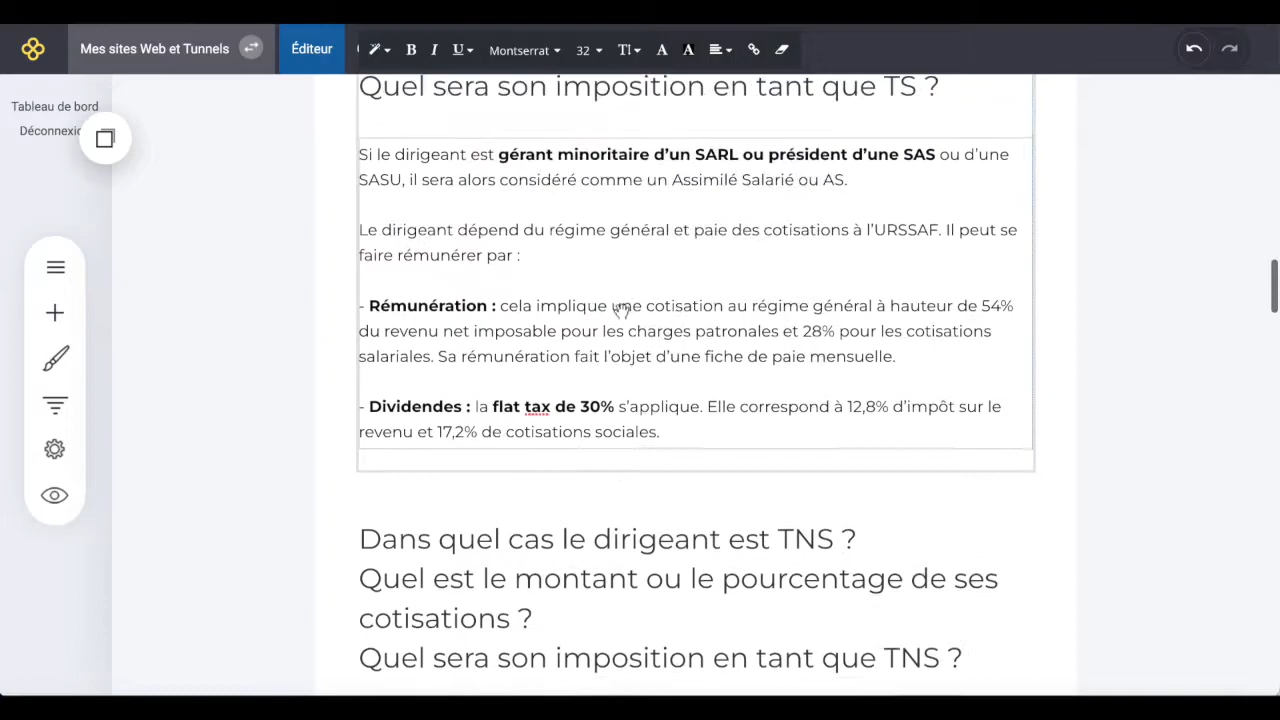 Mes sites Web et Tunnels
Éditeur
B I U Montserrat 32 A A
Tableau de bord
Déconnexio
Quel sera son imposition en tant que TS ?
Si le dirigeant est gérant minoritaire d’un SARL ou président d’une SAS ou d’une
SASU, il sera alors considéré comme un Assimilé Salarié ou AS.
Le dirigeant dépend du régime général et paie des cotisations à l’URSSAF. Il peut se
faire rémunérer par :
- Rémunération : cela implique une cotisation au régime général à hauteur de 54%
du revenu net imposable pour les charges patronales et 28% pour les cotisations
salariales. Sa rémunération fait l’objet d’une fiche de paie mensuelle.
- Dividendes : la flat tax de 30% s’applique. Elle correspond à 12,8% d’impôt sur le
revenu et 17,2% de cotisations sociales.
Dans quel cas le dirigeant est TNS ?
Quel est le montant ou le pourcentage de ses
cotisations ?
Quel sera son imposition en tant que TNS ?